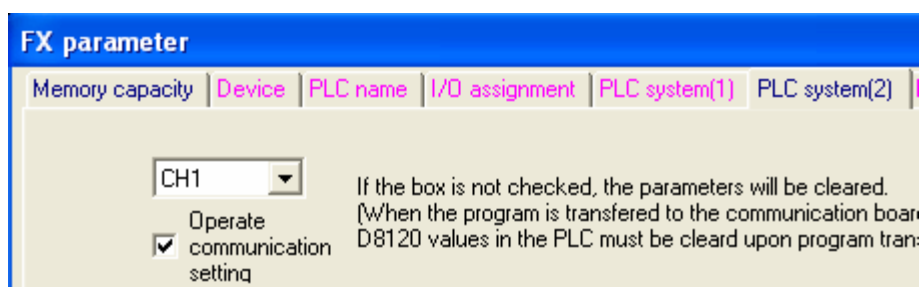 FX parameter
Memory capacity Device PLC name I/O assignment PLC system(1) PLC system(2)
CH1
If the box is not checked, the parameters will be cleared.
(When the program is transfered to the communication
Operate
communication
setting
D8120 values in the PLC must be cleard upon program